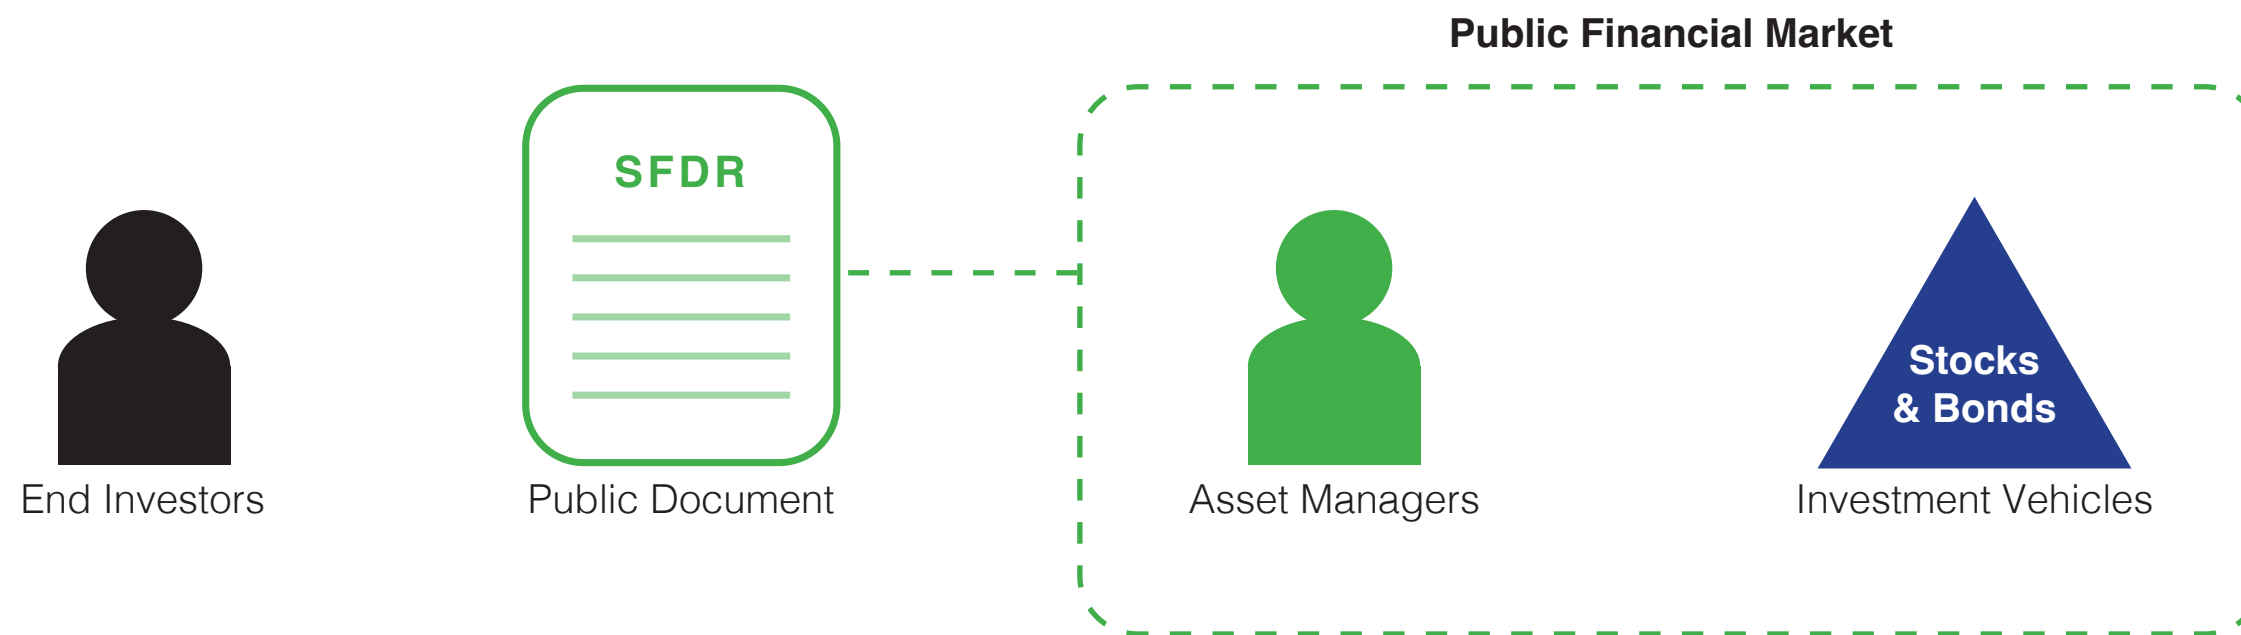 Public Financial Market
SFDR
Stocks
& Bonds
End Investors
Public Document
Asset Managers
Investment Vehicles